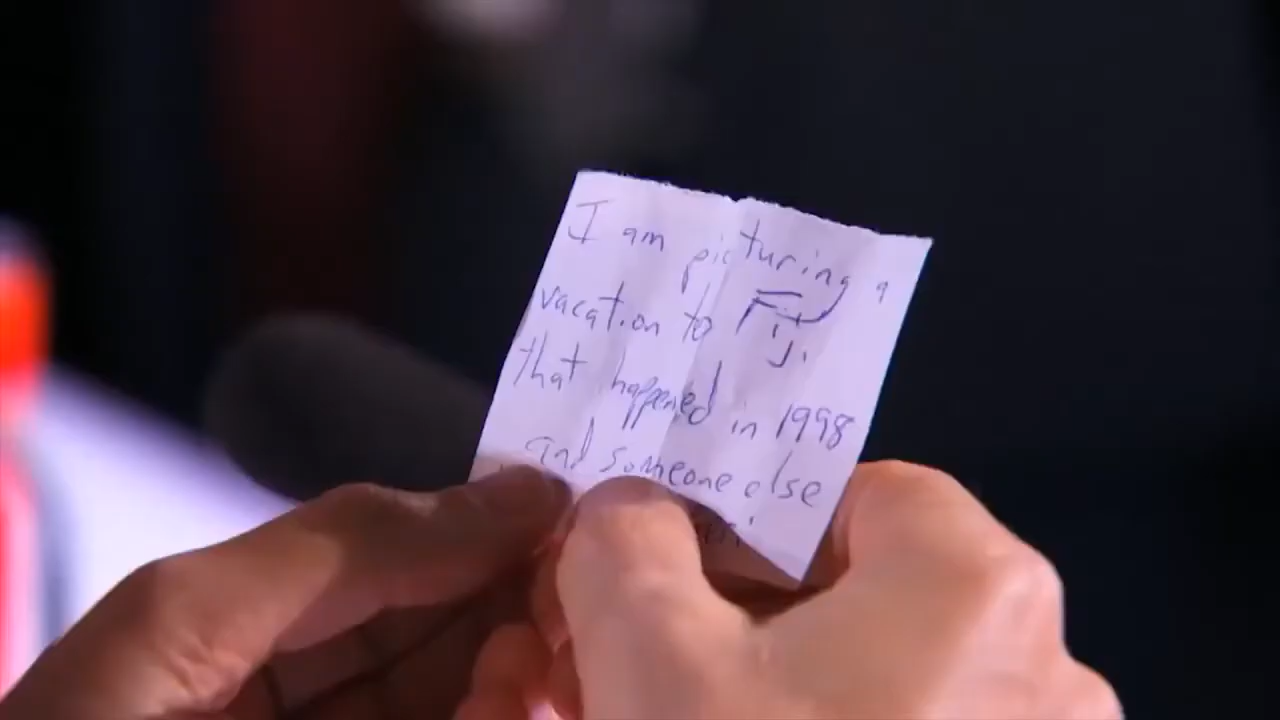 I am picturing a
vacation to Fiji
that happened in 1998
and someone else